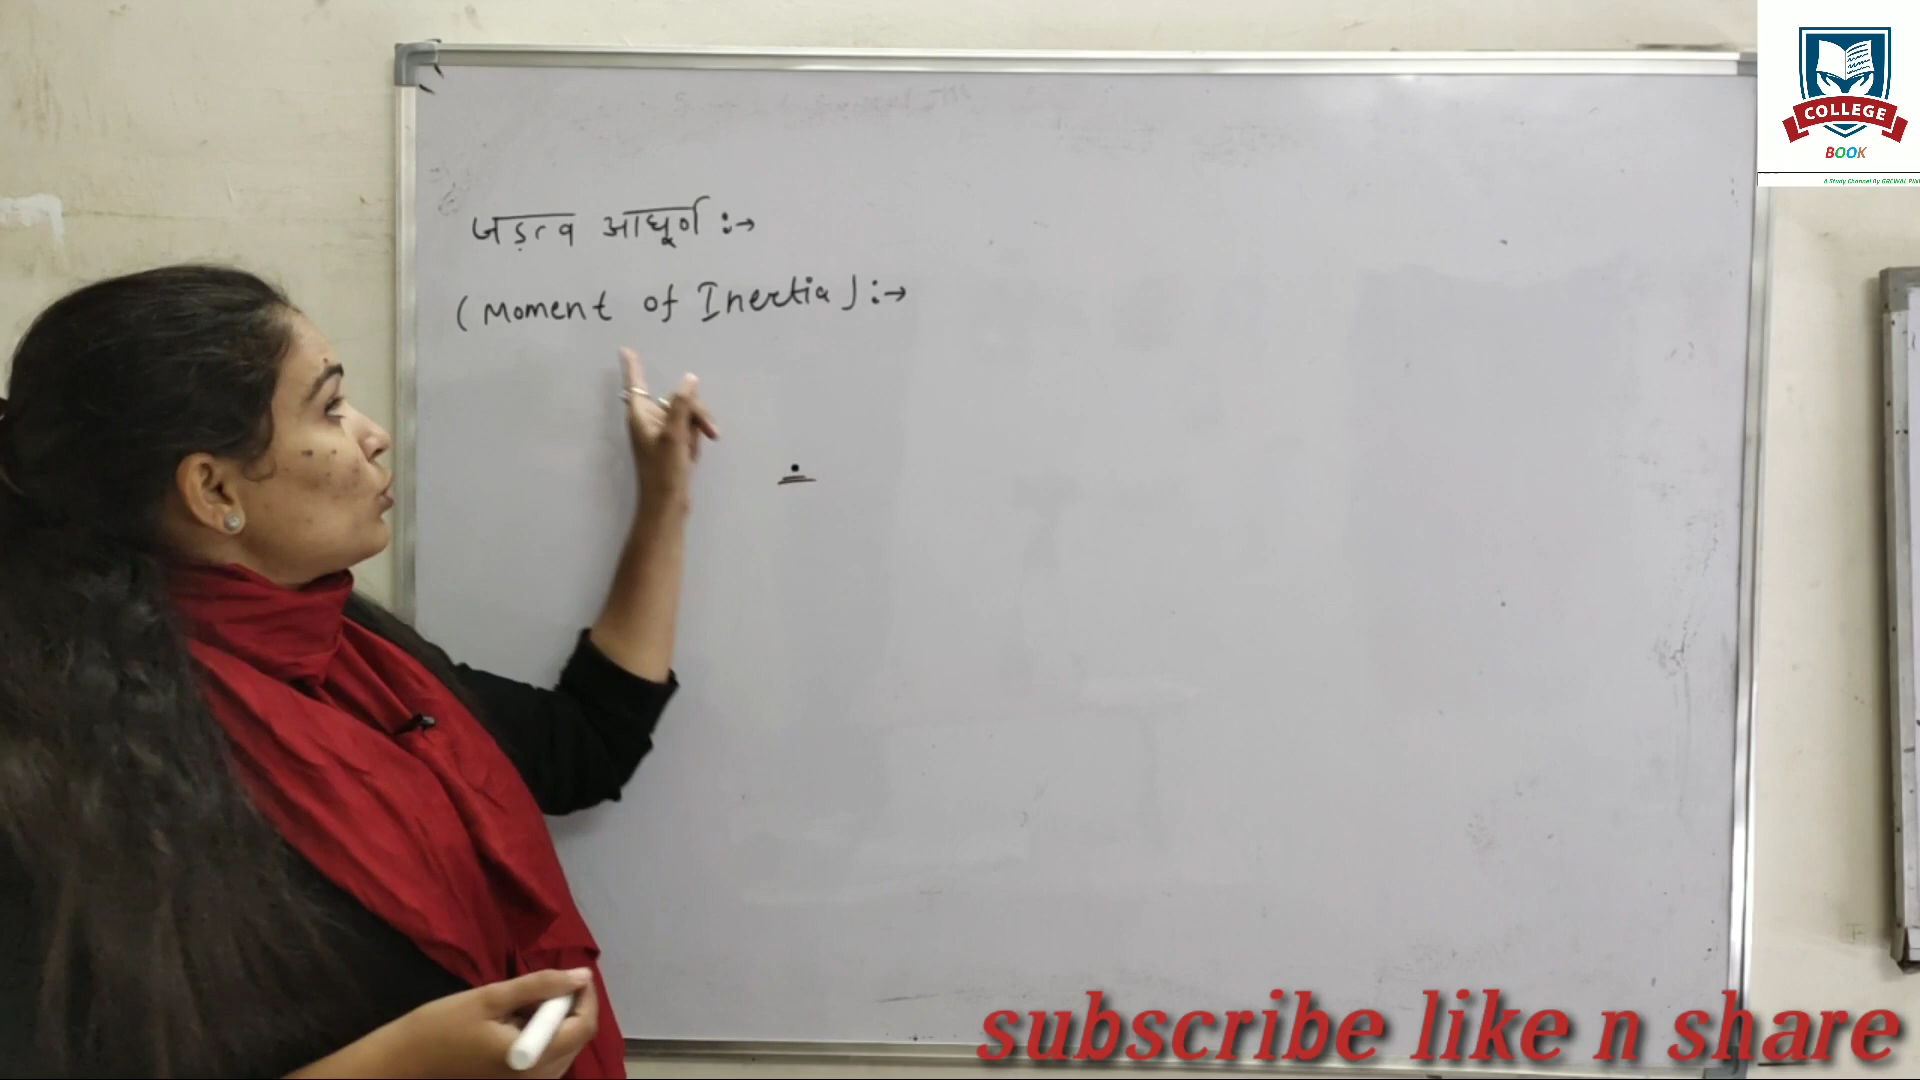 COLLEGE
BOOK
जड़त्व आघूर्ण :→
(Moment of Inertia) :→
subscribe like n share